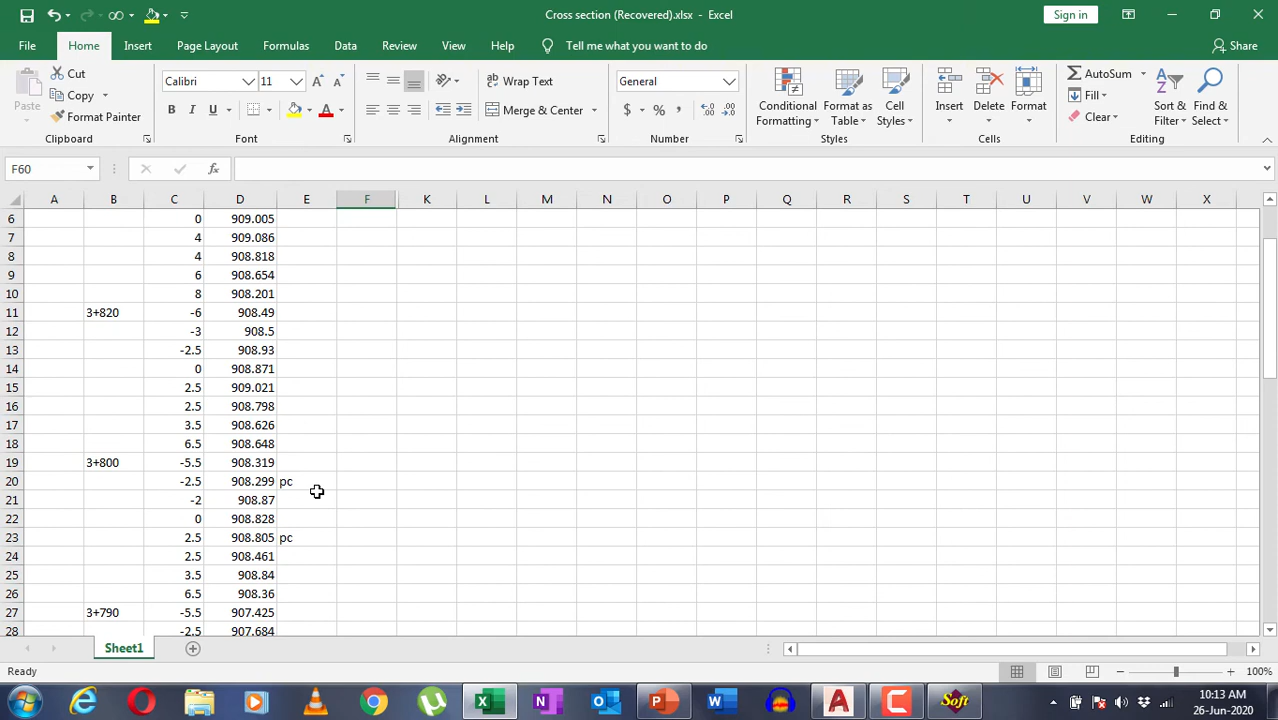 Cross section (Recovered).xlsx - Excel
Sign in
File Home Insert Page Layout Formulas Data Review View Help Tell me what you want to do Share
Paste Cut Copy Format Painter Clipboard
Calibri 11 A A B I U A Font
ab Wrap Text Merge & Center Alignment
General $ % , Number
Conditional Formatting Format as Table Cell Styles Styles
Insert Delete Format Cells
AutoSum Fill Clear Sort & Filter Find & Select Editing
F60 fx
A B C D E F K L M N O P Q R S T U V W X
6 0 909.005
7 4 909.086
8 4 908.818
9 6 908.654
10 8 908.201
11 3+820 -6 908.49
12 -3 908.5
13 -2.5 908.93
14 0 908.871
15 2.5 909.021
16 2.5 908.798
17 3.5 908.626
18 6.5 908.648
19 3+800 -5.5 908.319
20 -2.5 908.299 pc
21 -2 908.87
22 0 908.828
23 2.5 908.805 pc
24 2.5 908.461
25 3.5 908.84
26 6.5 908.36
27 3+790 -5.5 907.425
28 -2.5 907.684
Sheet1
Ready 100%
Soft
10:13 AM
26-Jun-2020